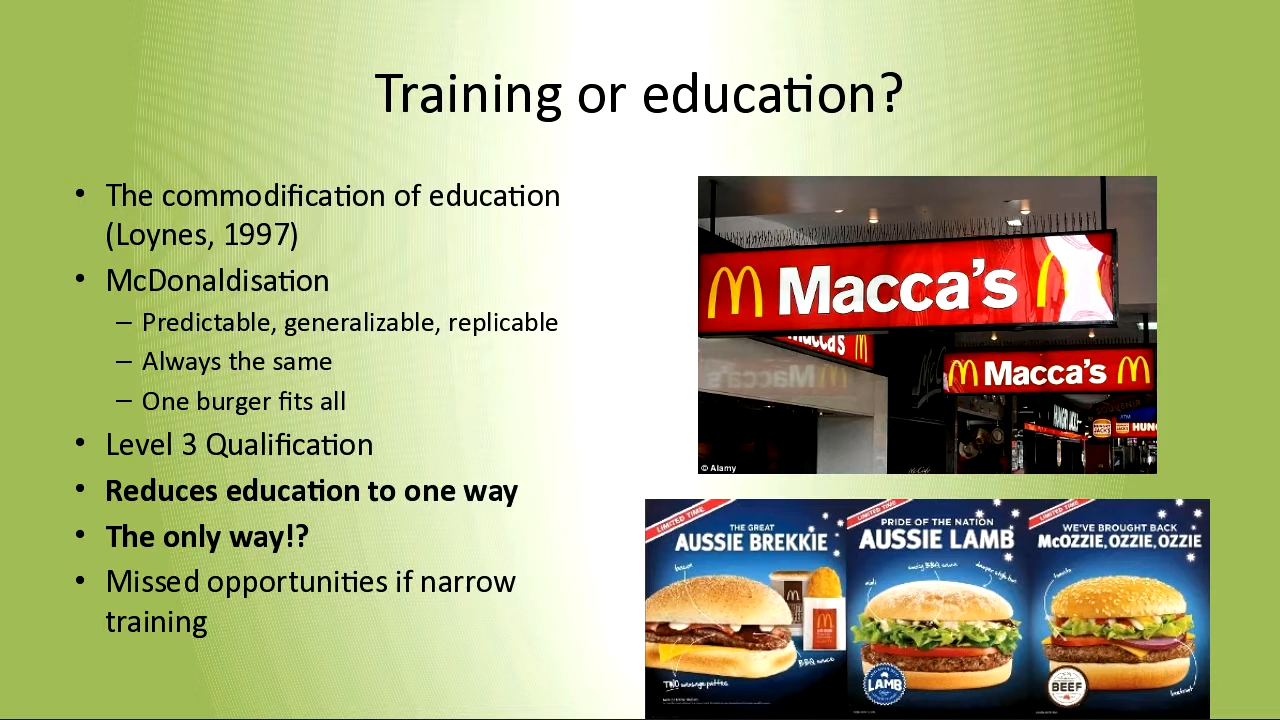 Training or education?
• The commodification of education
(Loynes, 1997)
• McDonaldisation
– Predictable, generalizable, replicable
– Always the same
– One burger fits all
• Level 3 Qualification
• Reduces education to one way
• The only way!?
• Missed opportunities if narrow
training
Macca's
Macca's
HUNGRY JACK'S
© Alamy
LIMITED TIME
THE GREAT
AUSSIE BREKKIE
bacon
BBQ sauce
TWO sausage patties
LIMITED TIME
PRIDE OF THE NATION
AUSSIE LAMB
aioli
smoky BBQ sauce
LAMB
LIMITED TIME
WE'VE BROUGHT BACK
McOZZIE, OZZIE, OZZIE
tomato
BEEF
beetroot